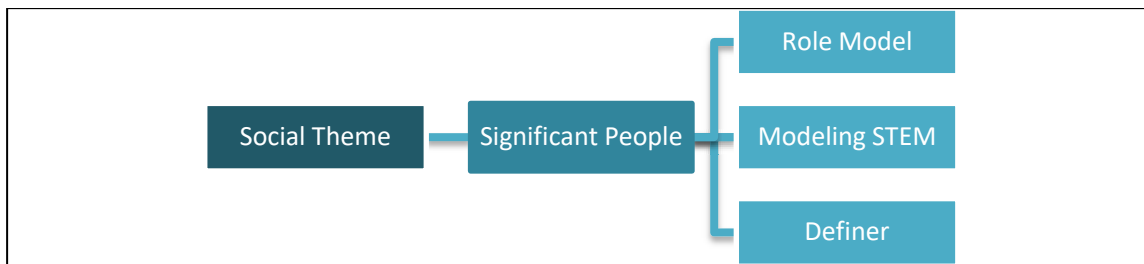 Social Theme
Significant People
Role Model
Modeling STEM
Definer